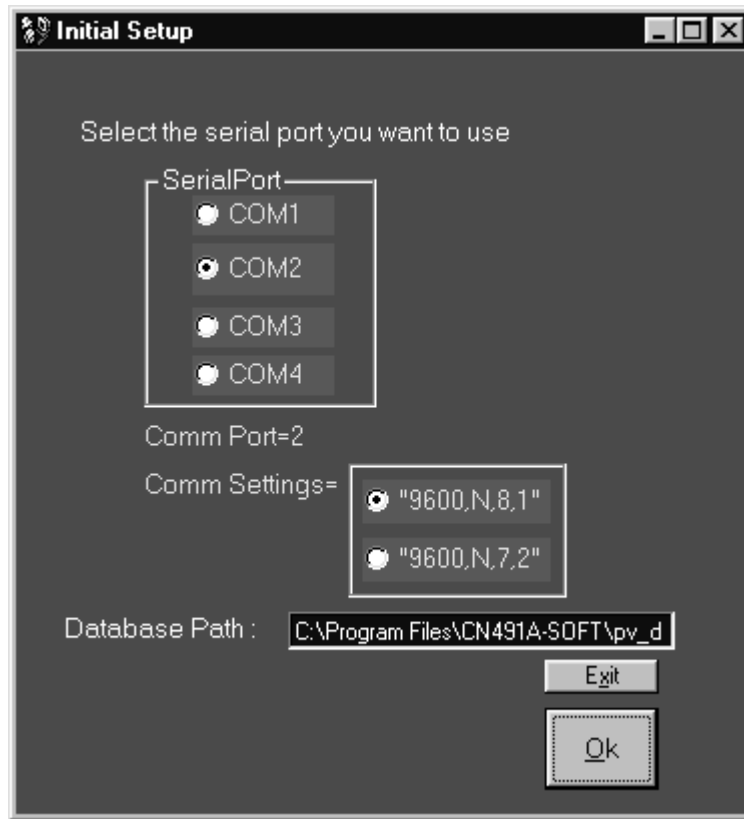 Initial Setup
Select the serial port you want to use
SerialPort
COM1
COM2
COM3
COM4
Comm Port=2
Comm Settings=
"9600,N,8,1"
"9600,N,7,2"
Database Path :
C:\Program Files\CN491A-SOFT\pv_d
Exit
Ok